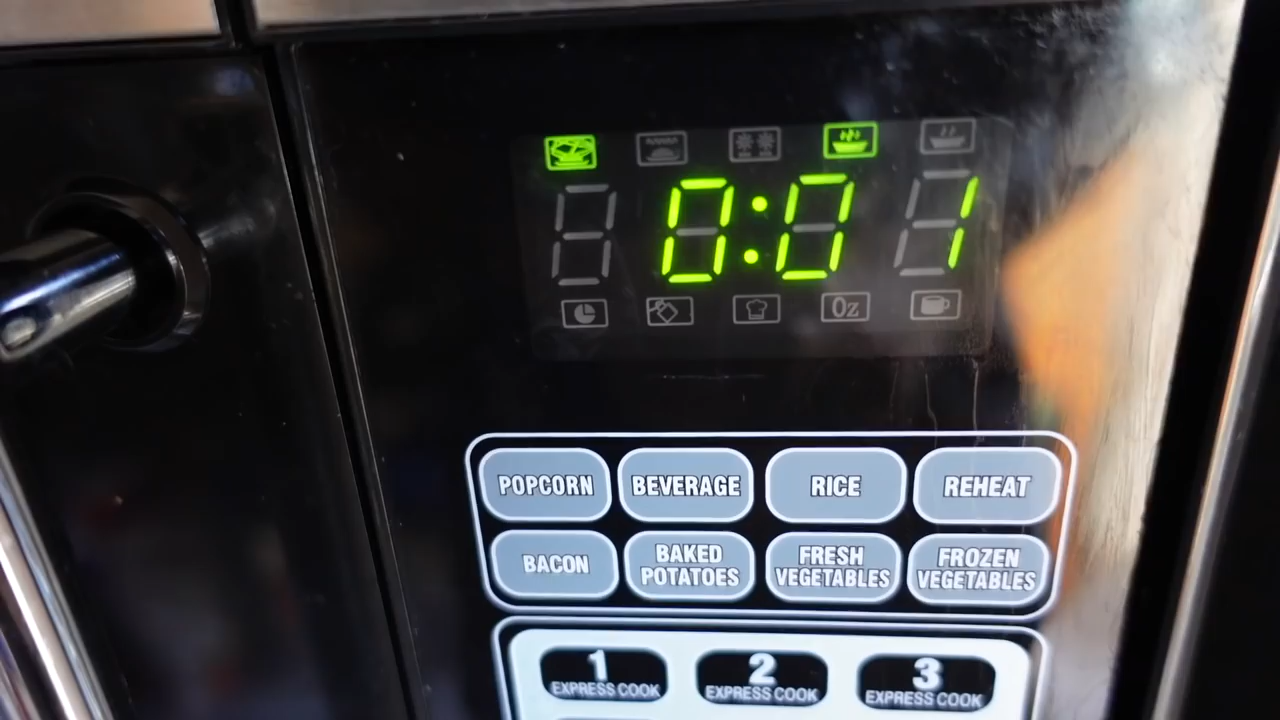 0:01
Oz
POPCORN BEVERAGE RICE REHEAT
BACON BAKED POTATOES FRESH VEGETABLES FROZEN VEGETABLES
1 2 3
EXPRESS COOK EXPRESS COOK EXPRESS COOK